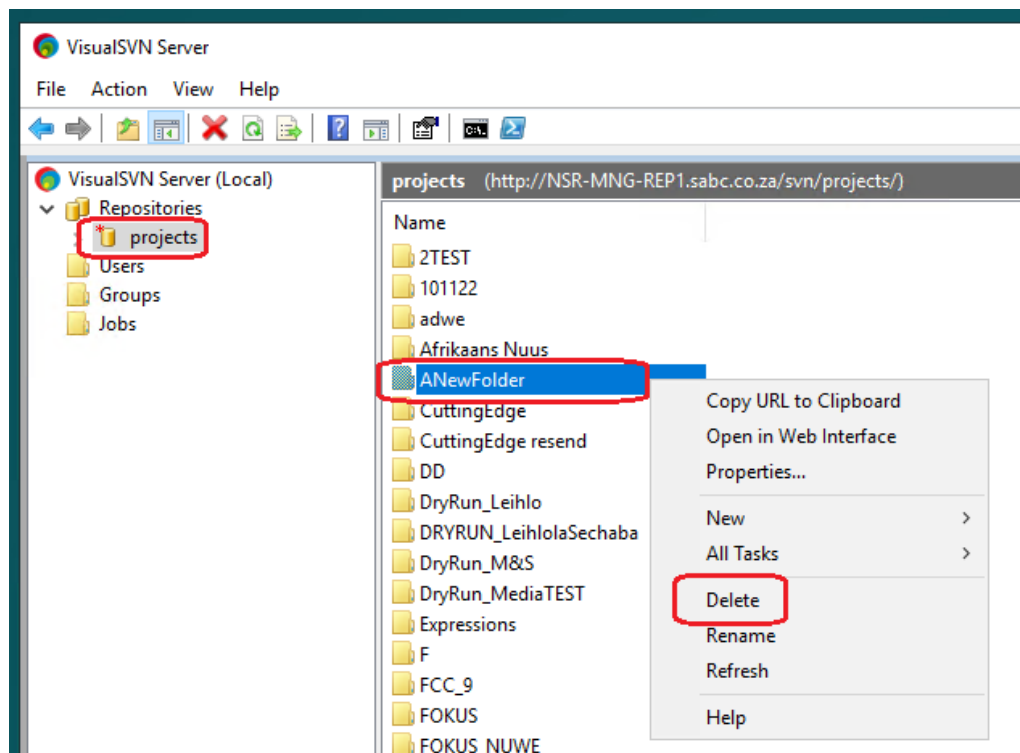 VisualSVN Server
File Action View Help
VisualSVN Server (Local)
Repositories
projects
Users
Groups
Jobs
projects (http://NSR-MNG-REP1.sabc.co.za/svn/projects/)
Name
2TEST
101122
adwe
Afrikaans Nuus
ANewFolder
CuttingEdge
CuttingEdge resend
DD
DryRun_Leihlo
DRYRUN_LeihlolaSechaba
DryRun_M&S
DryRun_MediaTEST
Expressions
F
FCC_9
FOKUS
FOKUS_NUWE
Copy URL to Clipboard
Open in Web Interface
Properties...
New
All Tasks
Delete
Rename
Refresh
Help